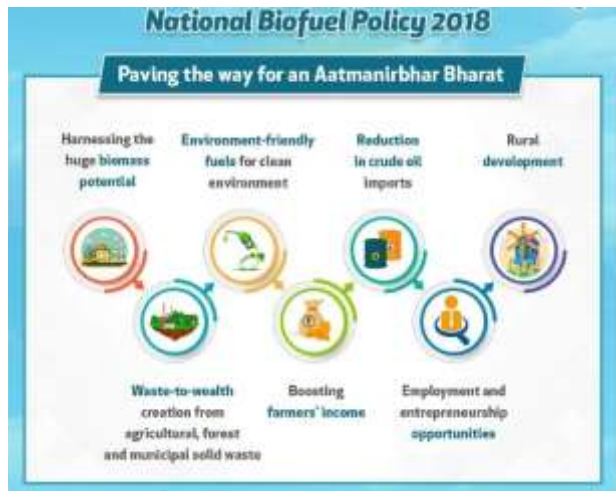 National Biofuel Policy 2018
Paving the way for an Aatmanirbhar Bharat
Harnessing the
huge biomass
potential
Environment-friendly
fuels for clean
environment
Reduction
in crude oil
imports
Rural
development
Waste-to-wealth
creation from
agricultural, forest
and municipal solid waste
Boosting
farmers' income
Employment and
entrepreneurship
opportunities